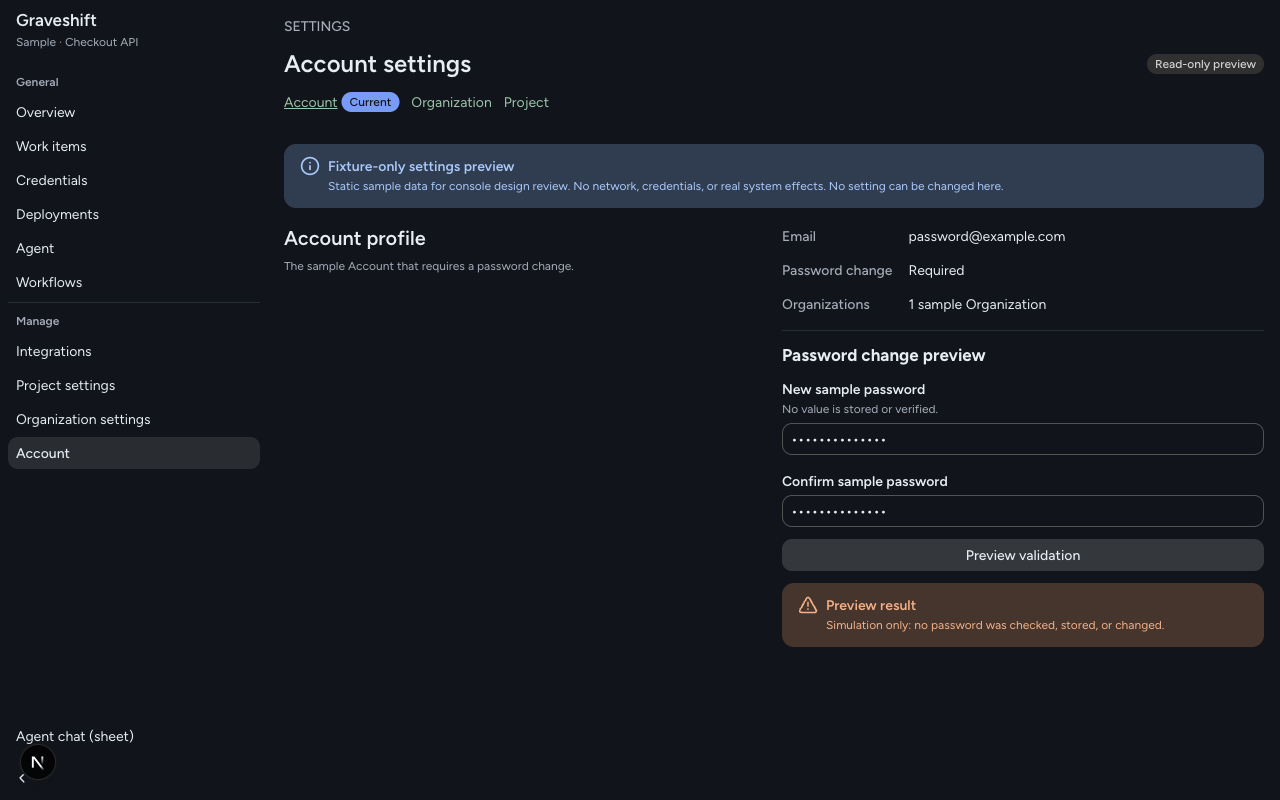 Graveshift
Sample · Checkout API
General
Overview
Work items
Credentials
Deployments
Agent
Workflows
Manage
Integrations
Project settings
Organization settings
Account
Agent chat (sheet)
N
SETTINGS
Account settings
Read-only preview
Account Current Organization Project
Fixture-only settings preview
Static sample data for console design review. No network, credentials, or real system effects. No setting can be changed here.
Account profile
The sample Account that requires a password change.
Email password@example.com
Password change Required
Organizations 1 sample Organization
Password change preview
New sample password
No value is stored or verified.
••••••••••••••
Confirm sample password
••••••••••••••
Preview validation
Preview result
Simulation only: no password was checked, stored, or changed.